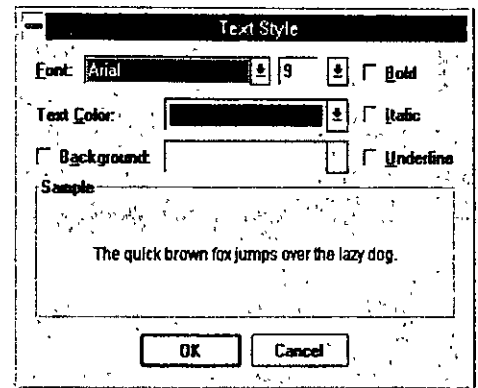 Text Style
Font: Arial 9 Bold
Text Color: Italic
Background: Underline
Sample
The quick brown fox jumps over the lazy dog.
OK Cancel